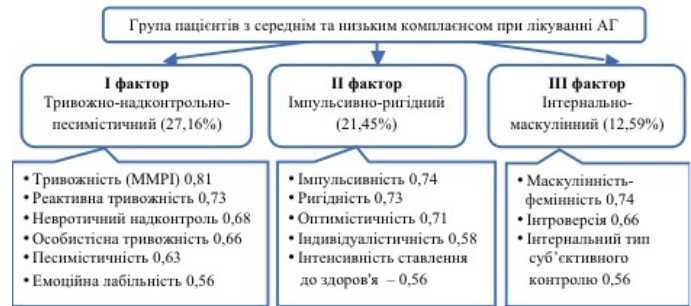 Група пацієнтів з середнім та низьким комплаєнсом при лікуванні АГ
I фактор
Тривожно-надконтрольно-
песимістичний (27,16%)
II фактор
Імпульсивно-ригідний
(21,45%)
III фактор
Інтернально-
маскулінний (12,59%)
• Тривожність (MMPI) 0,81
• Реактивна тривожність 0,73
• Невротичний надконтроль 0,68
• Особистісна тривожність 0,66
• Песимістичність 0,63
• Емоційна лабільність 0,56
• Імпульсивність 0,74
• Ригідність 0,73
• Оптимістичність 0,71
• Індивідуалістичність 0,58
• Інтенсивність ставлення
до здоров'я – 0,56
• Маскулінність-
фемінність 0,74
• Інтроверсія 0,66
• Інтернальний тип
суб’єктивного
контролю 0,56